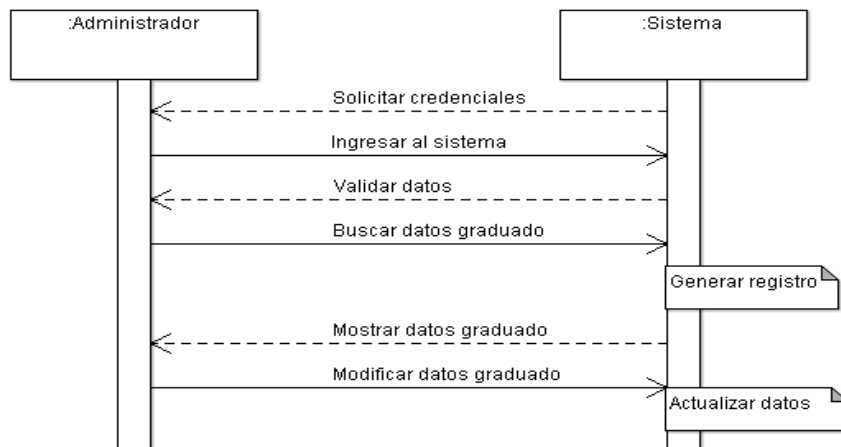 :Administrador
:Sistema
Solicitar credenciales
Ingresar al sistema
Validar datos
Buscar datos graduado
Generar registro
Mostrar datos graduado
Modificar datos graduado
Actualizar datos